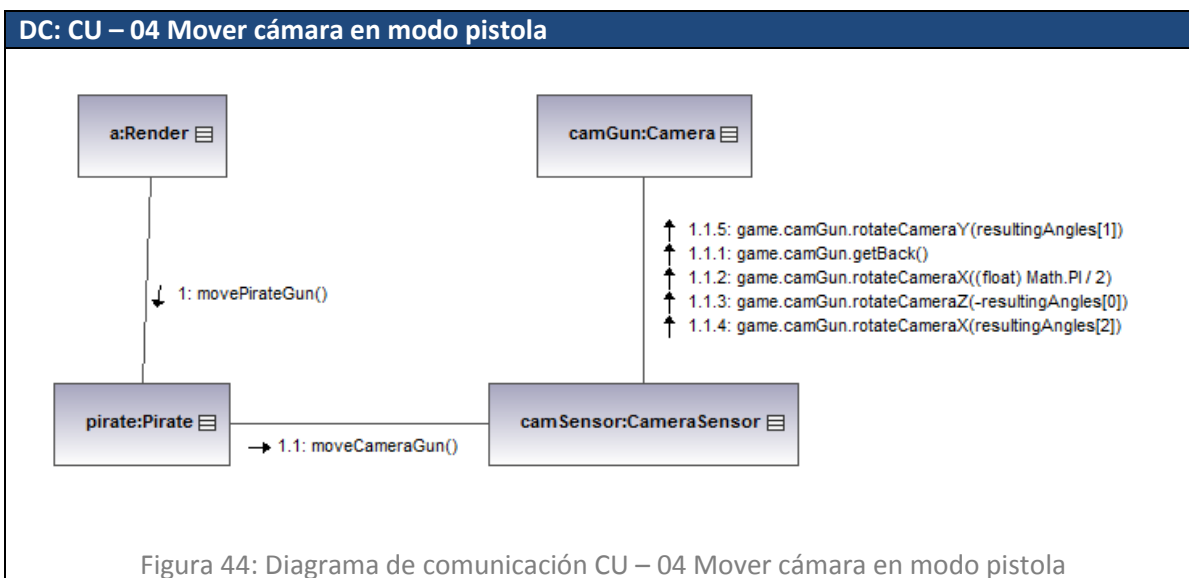 DC: CU – 04 Mover cámara en modo pistola
a:Render
camGun:Camera
1.1.5: game.camGun.rotateCameraY(resultingAngles[1])
1.1.1: game.camGun.getBack()
1.1.2: game.camGun.rotateCameraX((float) Math.PI / 2)
1.1.3: game.camGun.rotateCameraZ(-resultingAngles[0])
1.1.4: game.camGun.rotateCameraX(resultingAngles[2])
1: movePirateGun()
pirate:Pirate
camSensor:CameraSensor
1.1: moveCameraGun()
Figura 44: Diagrama de comunicación CU – 04 Mover cámara en modo pistola